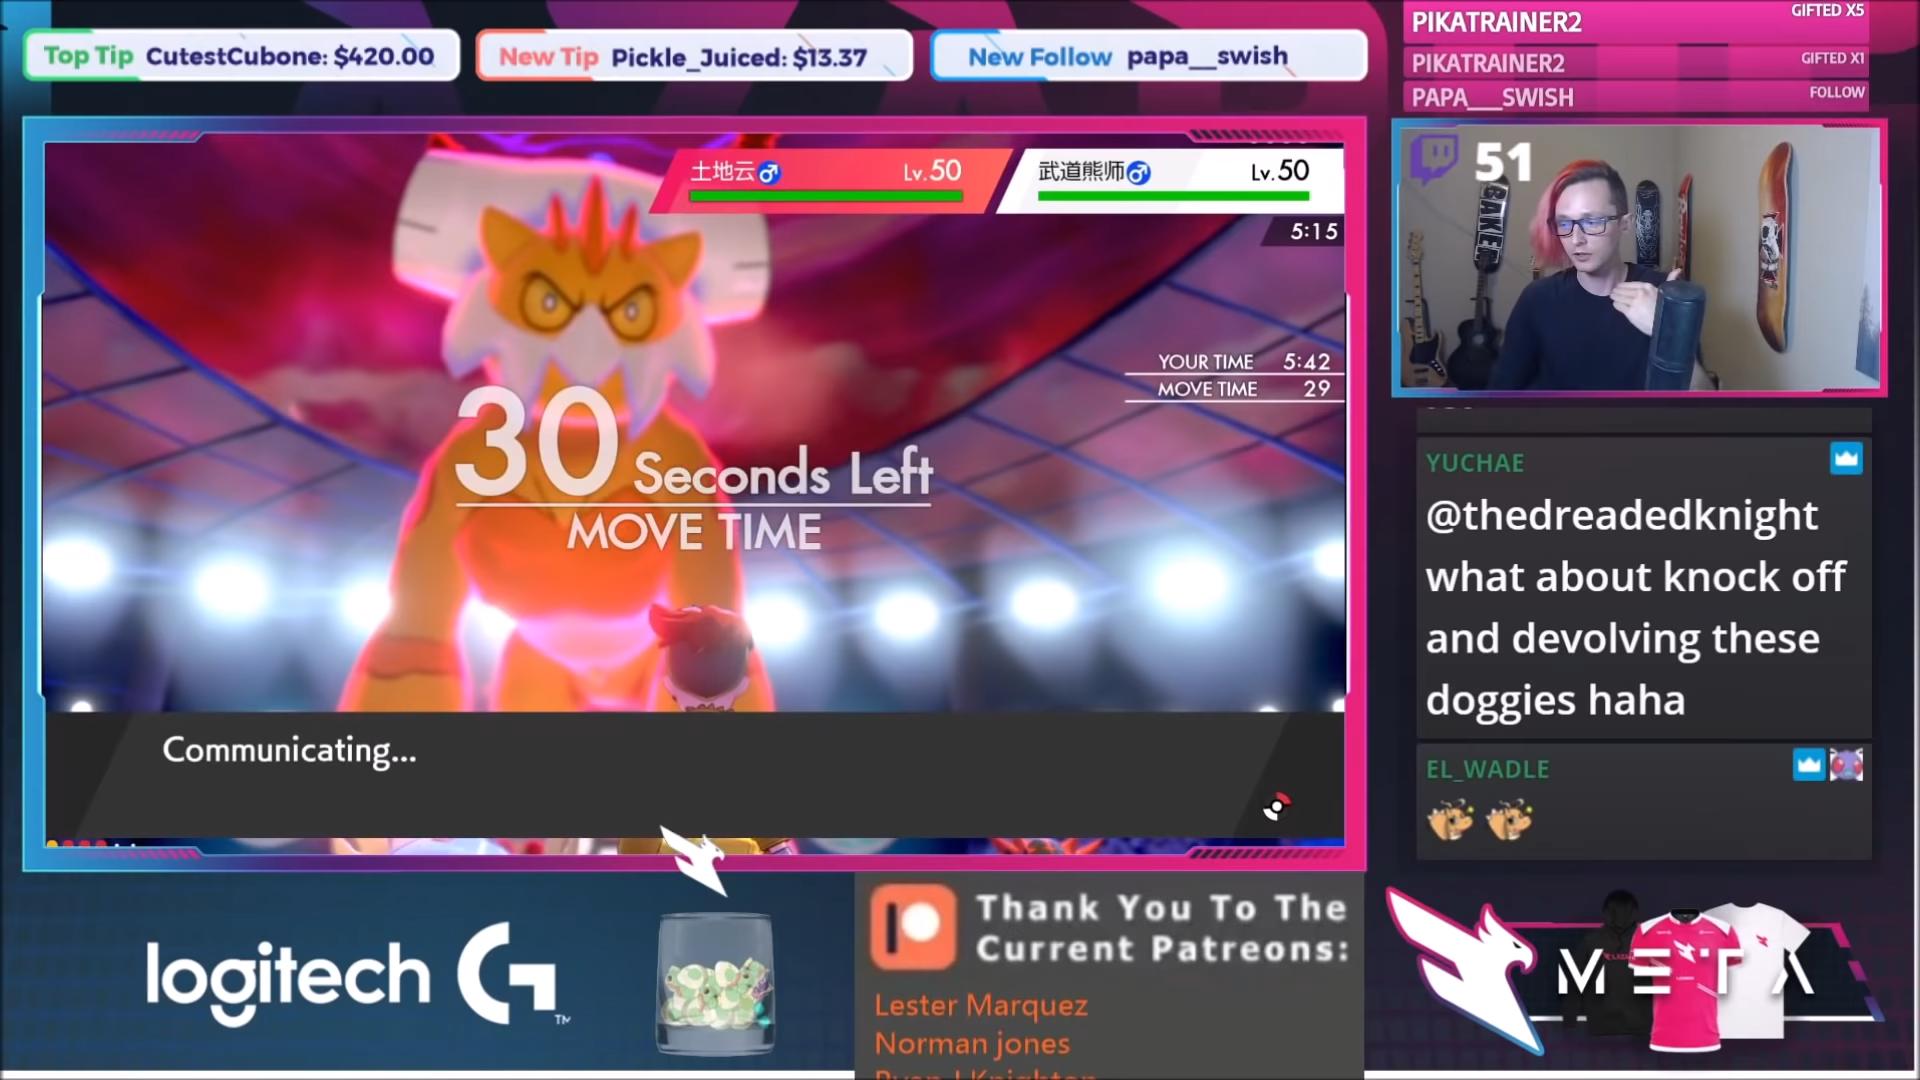 Top Tip CutestCubone: $420.00
New Tip Pickle_Juiced: $13.37
New Follow papa__swish
PIKATRAINER2 GIFTED X5
PIKATRAINER2 GIFTED X1
PAPA__SWISH FOLLOW
土地云♂ Lv.50
武道熊师♂ Lv.50
5:15
YOUR TIME 5:42
MOVE TIME 29
30 Seconds Left
MOVE TIME
Communicating...
51
BAKER
YUCHAE
@thedreadedknight
what about knock off
and devolving these
doggies haha
EL_WADLE
logitech G
TM
Thank You To The
Current Patreons:
Lester Marquez
Norman jones
META